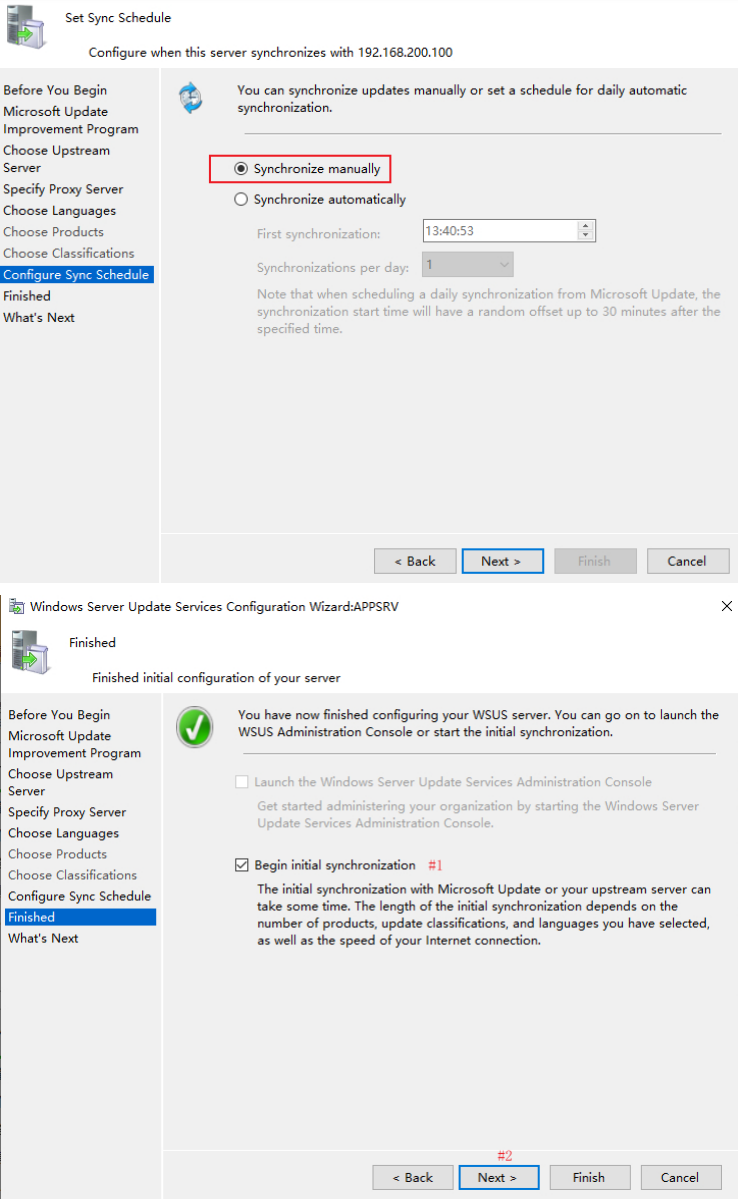 Set Sync Schedule
Configure when this server synchronizes with 192.168.200.100
Before You Begin
Microsoft Update
Improvement Program
Choose Upstream
Server
Specify Proxy Server
Choose Languages
Choose Products
Choose Classifications
Configure Sync Schedule
Finished
What's Next
You can synchronize updates manually or set a schedule for daily automatic
synchronization.
Synchronize manually
Synchronize automatically
First synchronization: 13:40:53
Synchronizations per day: 1
Note that when scheduling a daily synchronization from Microsoft Update, the
synchronization start time will have a random offset up to 30 minutes after the
specified time.
< Back Next > Finish Cancel
Windows Server Update Services Configuration Wizard:APPSRV
Finished
Finished initial configuration of your server
Before You Begin
Microsoft Update
Improvement Program
Choose Upstream
Server
Specify Proxy Server
Choose Languages
Choose Products
Choose Classifications
Configure Sync Schedule
Finished
What's Next
You have now finished configuring your WSUS server. You can go on to launch the
WSUS Administration Console or start the initial synchronization.
Launch the Windows Server Update Services Administration Console
Get started administering your organization by starting the Windows Server
Update Services Administration Console.
Begin initial synchronization #1
The initial synchronization with Microsoft Update or your upstream server can
take some time. The length of the initial synchronization depends on the
number of products, update classifications, and languages you have selected,
as well as the speed of your Internet connection.
#2
< Back Next > Finish Cancel